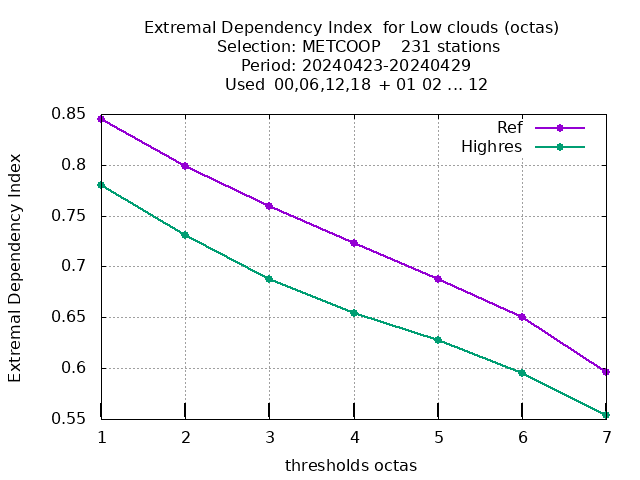 Extremal Dependency Index  for Low clouds (octas)
Selection: METCOOP    231 stations
Period: 20240423-20240429
Used  00,06,12,18 + 01 02 ... 12
Ref
Highres
Extremal Dependency Index
0.85
0.8
0.75
0.7
0.65
0.6
0.55
1 2 3 4 5 6 7
thresholds octas